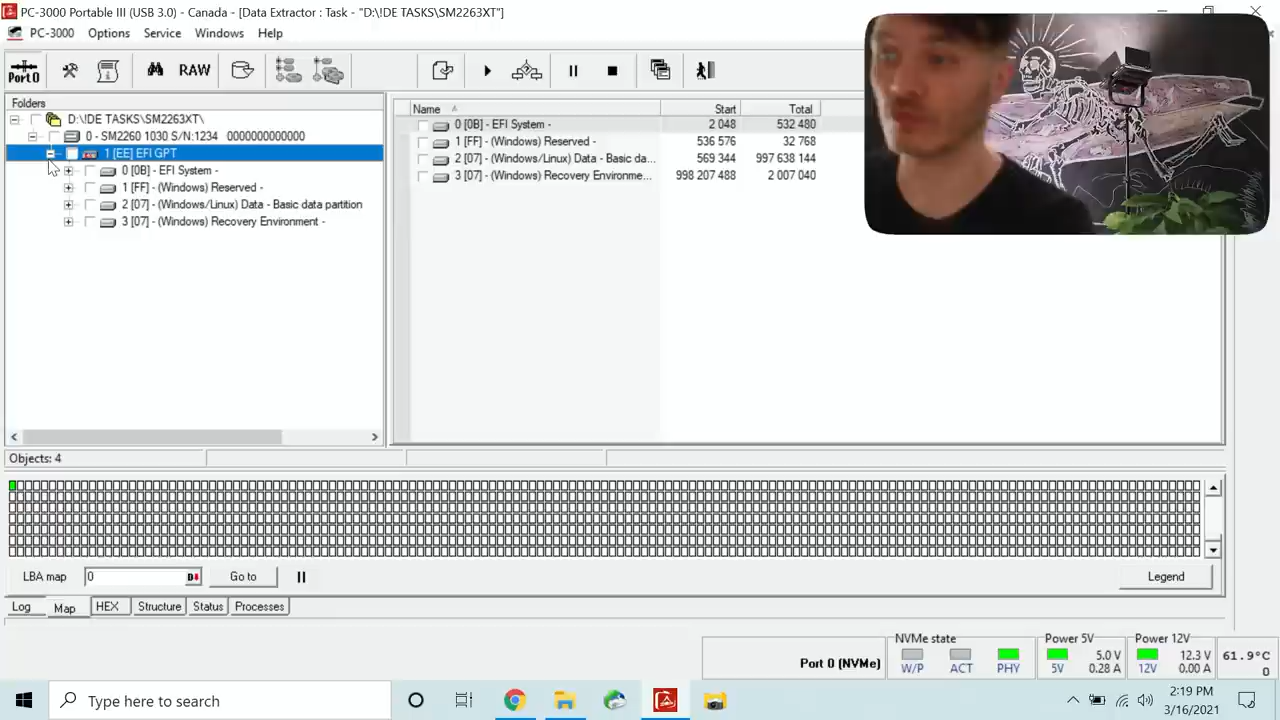 PC-3000 Portable III (USB 3.0) - Canada - [Data Extractor : Task - "D:\!DE TASKS\SM2263XT"]
PC-3000 Options Service Windows Help
Port 0 RAW
Folders
D:\!DE TASKS\SM2263XT\
0 - SM2260 1030 S/N:1234 0000000000000
1 [EE] EFI GPT
0 [0B] - EFI System -
1 [FF] - (Windows) Reserved -
2 [07] - (Windows/Linux) Data - Basic data partition
3 [07] - (Windows) Recovery Environment -
Name Start Total
0 [0B] - EFI System - 2 048 532 480
1 [FF] - (Windows) Reserved - 536 576 32 768
2 [07] - (Windows/Linux) Data - Basic da... 569 344 997 638 144
3 [07] - (Windows) Recovery Environme... 998 207 488 2 007 040
Objects: 4
LBA map 0 D Go to Legend
Log Map HEX Structure Status Processes
Port 0 (NVMe)
NVMe state
W/P ACT PHY
Power 5V
5.0 V
5V 0.28 A
Power 12V
12.3 V
12V 0.00 A
61.9°C
0
Type here to search
2:19 PM
3/16/2021